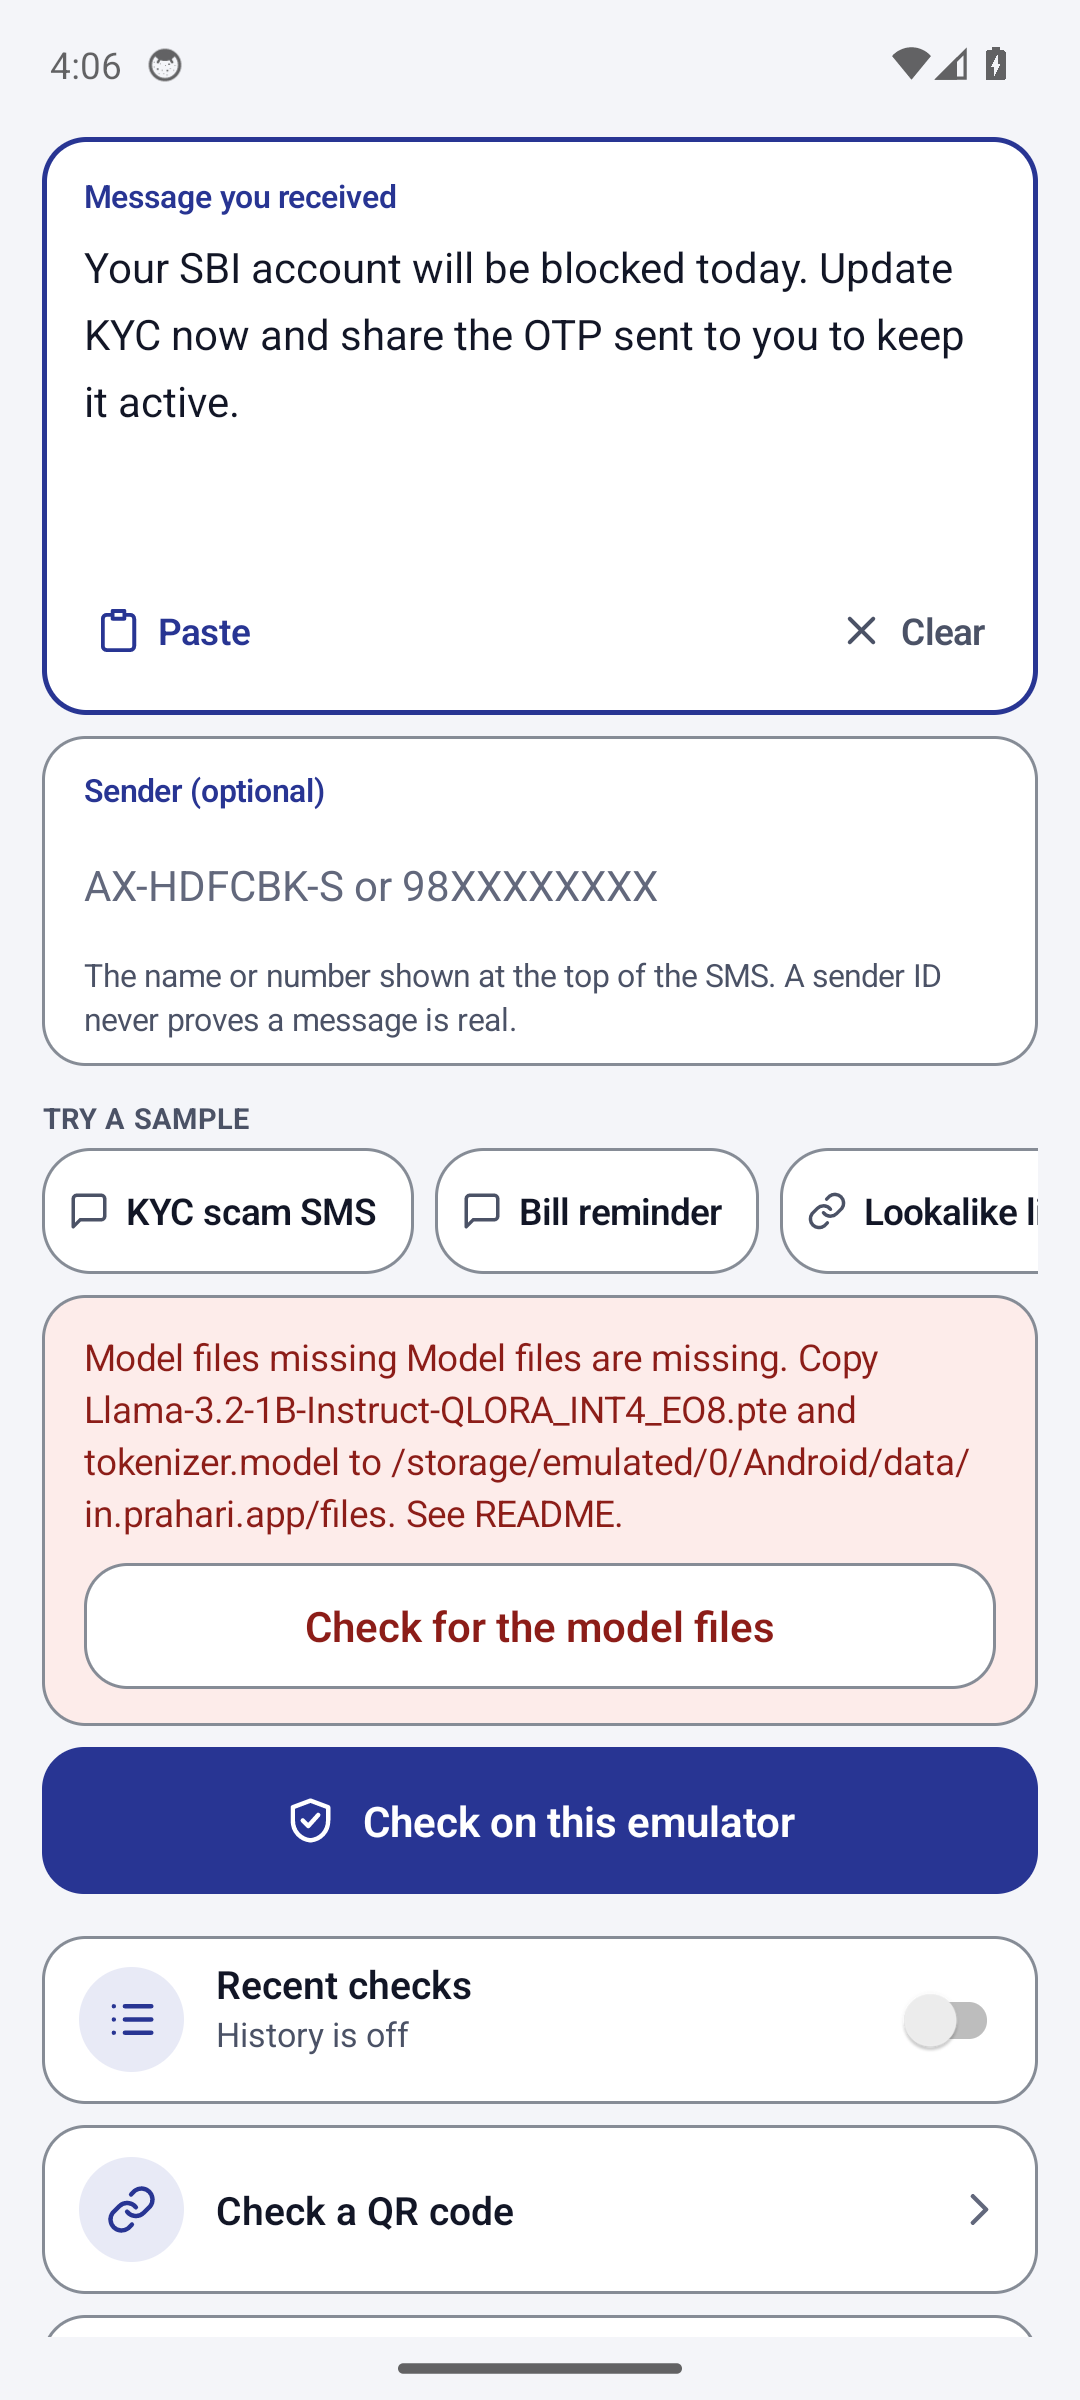 4:06
Message you received
Your SBI account will be blocked today. Update
KYC now and share the OTP sent to you to keep
it active.
Paste
Clear
Sender (optional)
AX-HDFCBK-S or 98XXXXXXXX
The name or number shown at the top of the SMS. A sender ID
never proves a message is real.
TRY A SAMPLE
KYC scam SMS
Bill reminder
Lookalike
Model files missing Model files are missing. Copy
Llama-3.2-1B-Instruct-QLORA_INT4_EO8.pte and
tokenizer.model to /storage/emulated/0/Android/data/
in.prahari.app/files. See README.
Check for the model files
Check on this emulator
Recent checks
History is off
Check a QR code